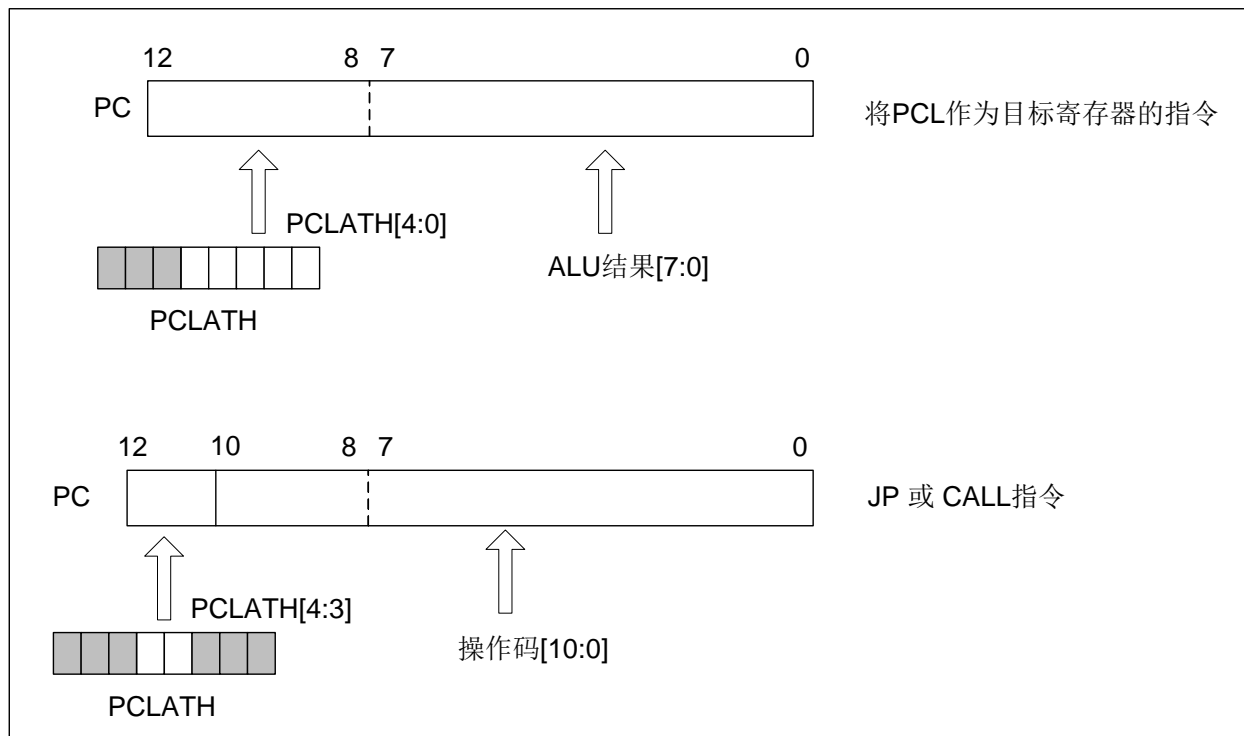 12 8 7 0
PC
将PCL作为目标寄存器的指令
PCLATH[4:0]
ALU结果[7:0]
PCLATH
12 10 8 7 0
PC
JP 或 CALL指令
PCLATH[4:3]
操作码[10:0]
PCLATH